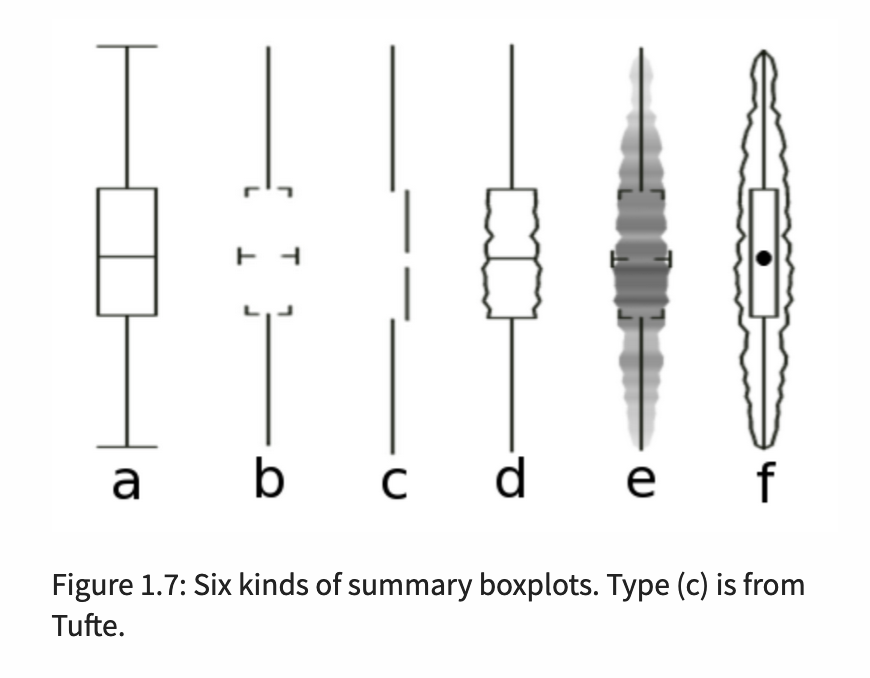 a b c d e f
Figure 1.7: Six kinds of summary boxplots. Type (c) is from
Tufte.